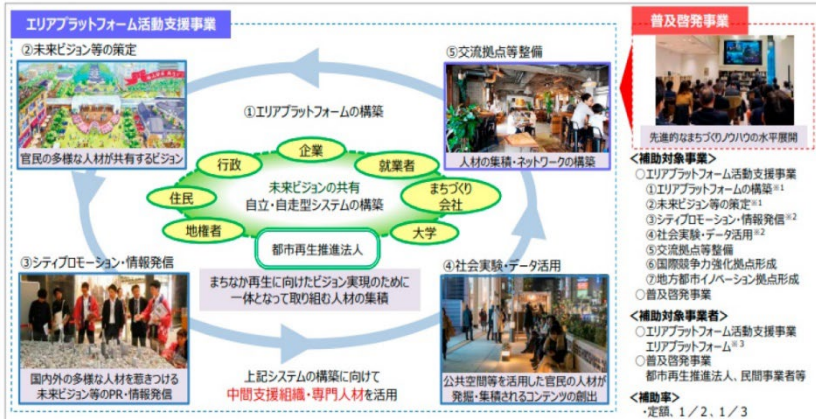 エリアプラットフォーム活動支援事業
②未来ビジョン等の策定
官民の多様な人材が共有するビジョン
①エリアプラットフォームの構築
⑤交流拠点等整備
人材の集積・ネットワークの構築
企業
行政
就業者
住民
まちづくり
会社
地権者
大学
未来ビジョンの共有
自立・自走型システムの構築
都市再生推進法人
まちなか再生に向けたビジョン実現のために
一体となって取り組む人材の集積
③シティプロモーション・情報発信
国内外の多様な人材を惹きつける
未来ビジョン等のPR・情報発信
上記システムの構築に向けて
中間支援組織・専門人材を活用
④社会実験・データ活用
公共空間等を活用した官民の人材が
発掘・集積されるコンテンツの創出
普及啓発事業
先進的なまちづくりノウハウの水平展開
<補助対象事業>
○エリアプラットフォーム活動支援事業
①エリアプラットフォームの構築※1
②未来ビジョン等の策定※1
③シティプロモーション・情報発信※2
④社会実験・データ活用※2
⑤交流拠点等整備
⑥国際競争力強化拠点形成
⑦地方都市イノベーション拠点形成
○普及啓発事業
<補助対象事業者>
○エリアプラットフォーム活動支援事業
エリアプラットフォーム※3
○普及啓発事業
都市再生推進法人、民間事業者等
<補助率>
・定額、1/2、1/3